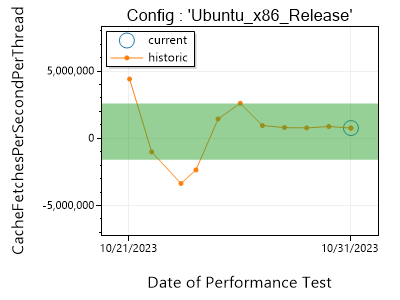 Config : 'Ubuntu_x86_Release'
current
historic
CacheFetchesPerSecondPerThread
5,000,000
0
-5,000,000
10/21/2023
10/31/2023
Date of Performance Test